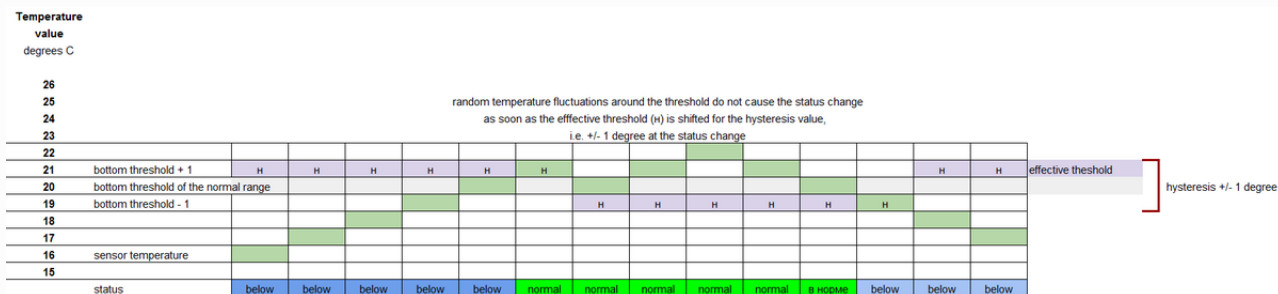 Temperature
value
degrees C
26
25 random temperature fluctuations around the threshold do not cause the status change
24 as soon as the efffective threshold (н) is shifted for the hysteresis value,
23 i.e. +/- 1 degree at the status change
22
21 bottom threshold + 1 н н н н н н н н effective theshold
20 bottom threshold of the normal range
hysteresis +/- 1 degree
19 bottom threshold - 1 н н н н н н
18
17
16 sensor temperature
15
status below below below below below normal normal normal normal normal в норме below below below